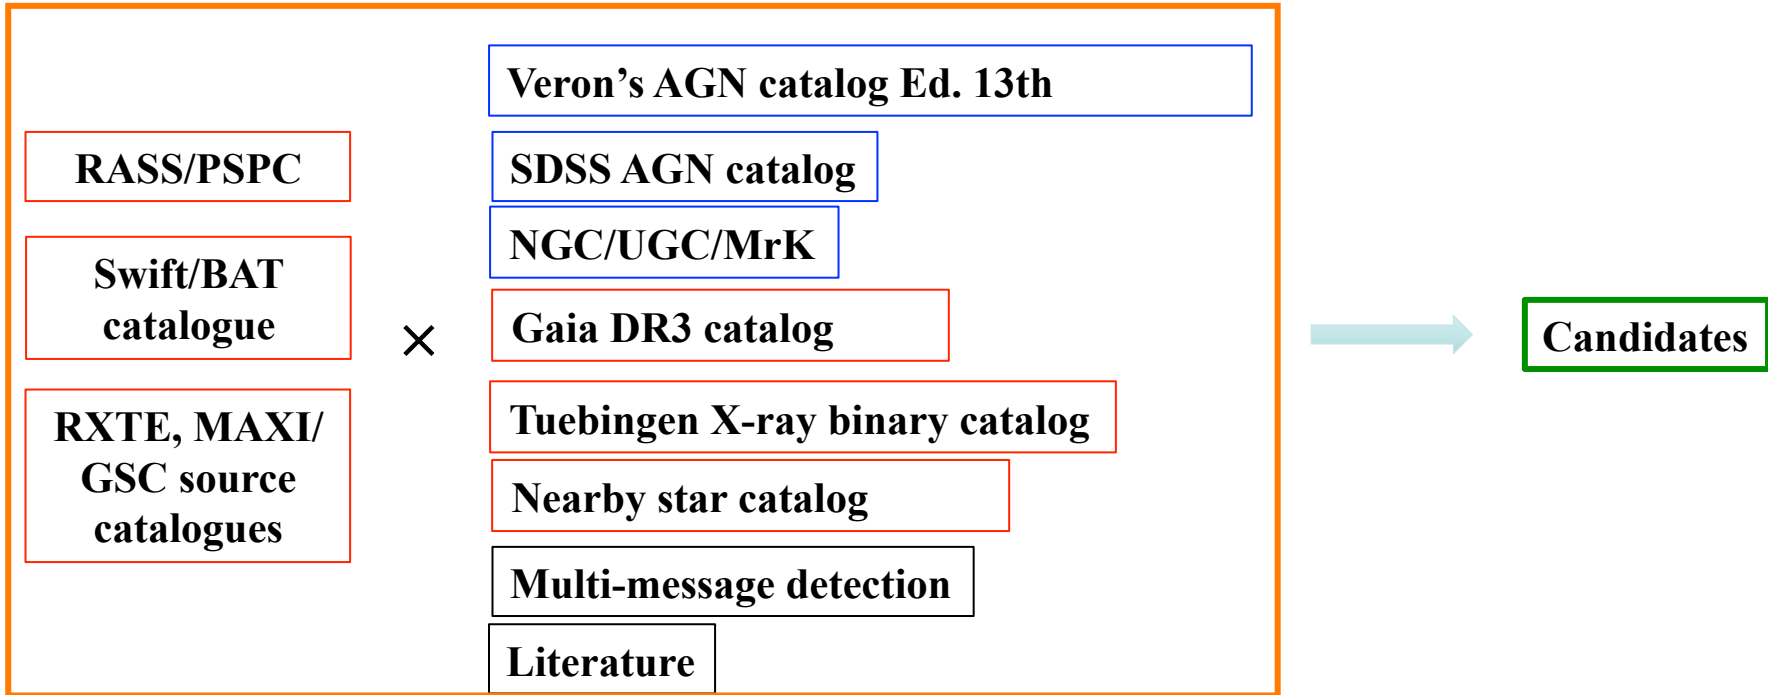 RASS/PSPC
Swift/BAT
catalogue
RXTE, MAXI/
GSC source
catalogues
×
Veron’s AGN catalog Ed. 13th
SDSS AGN catalog
NGC/UGC/MrK
Gaia DR3 catalog
Tuebingen X-ray binary catalog
Nearby star catalog
Multi-message detection
Literature
Candidates